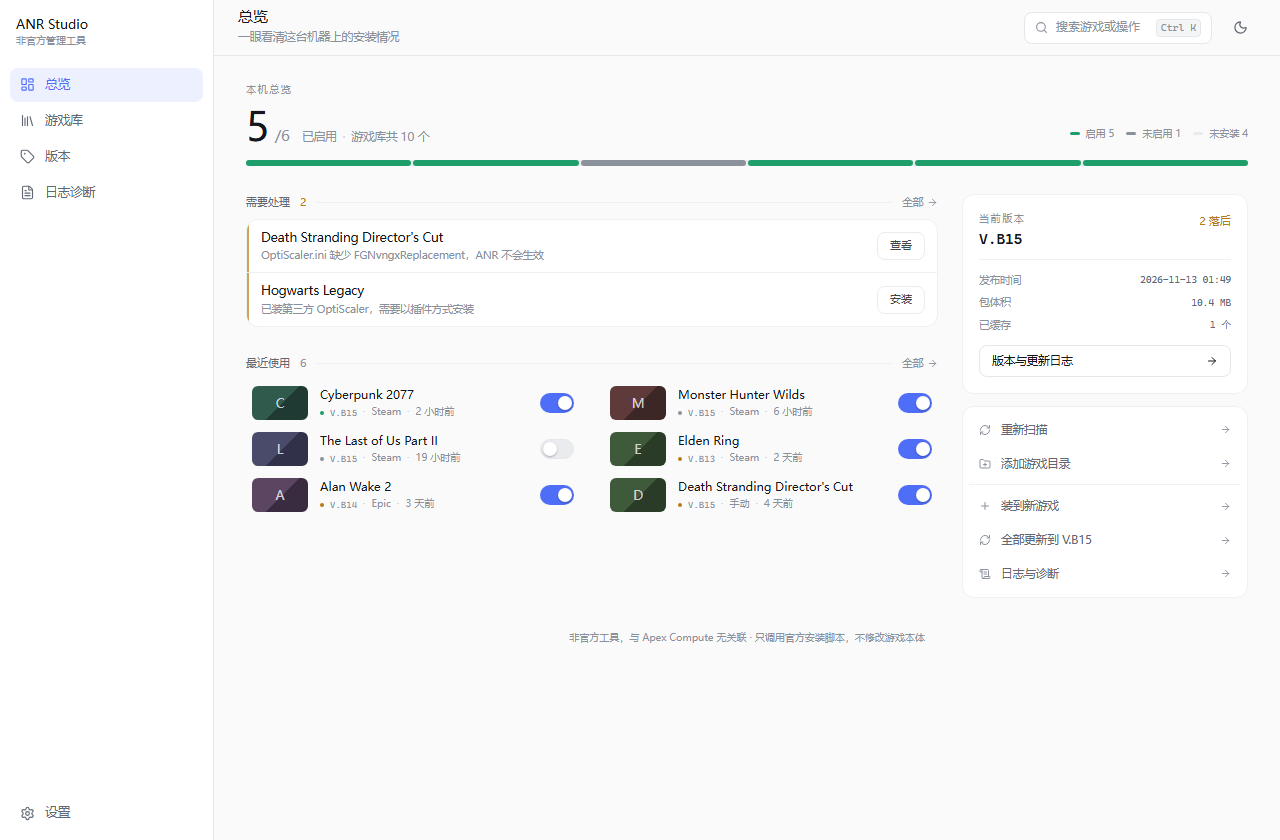 ANR Studio
非官方管理工具
总览
游戏库
版本
日志诊断
设置
总览
一眼看清这台机器上的安装情况
搜索游戏或操作 Ctrl K
本机总览
5 /6 已启用 · 游戏库共 10 个
启用 5 未启用 1 未安装 4
需要处理 2 全部 →
Death Stranding Director's Cut
OptiScaler.ini 缺少 FGNvngxReplacement，ANR 不会生效
查看
Hogwarts Legacy
已装第三方 OptiScaler，需要以插件方式安装
安装
最近使用 6 全部 →
C
Cyberpunk 2077
V.B15 · Steam · 2 小时前
M
Monster Hunter Wilds
V.B15 · Steam · 6 小时前
L
The Last of Us Part II
V.B15 · Steam · 19 小时前
E
Elden Ring
V.B13 · Steam · 2 天前
A
Alan Wake 2
V.B14 · Epic · 3 天前
D
Death Stranding Director's Cut
V.B15 · 手动 · 4 天前
当前版本 2 落后
V.B15
发布时间 2026-11-13 01:49
包体积 10.4 MB
已缓存 1 个
版本与更新日志 →
重新扫描 →
添加游戏目录 →
装到新游戏 →
全部更新到 V.B15 →
日志与诊断 →
非官方工具，与 Apex Compute 无关联 · 只调用官方安装脚本，不修改游戏本体